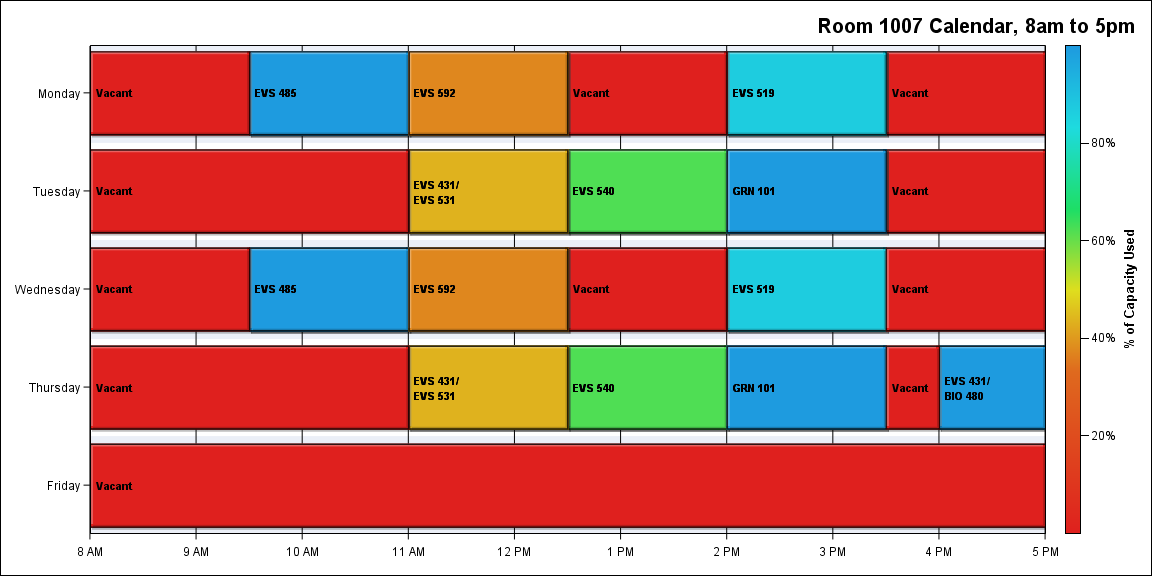 Room 1007 Calendar, 8am to 5pm
Monday
Vacant
EVS 485
EVS 592
Vacant
EVS 519
Vacant
Tuesday
Vacant
EVS 431/
EVS 531
EVS 540
GRN 101
Vacant
Wednesday
Vacant
EVS 485
EVS 592
Vacant
EVS 519
Vacant
Thursday
Vacant
EVS 431/
EVS 531
EVS 540
GRN 101
Vacant
EVS 431/
BIO 480
Friday
Vacant
8 AM
9 AM
10 AM
11 AM
12 PM
1 PM
2 PM
3 PM
4 PM
5 PM
80%
60%
40%
20%
% of Capacity Used